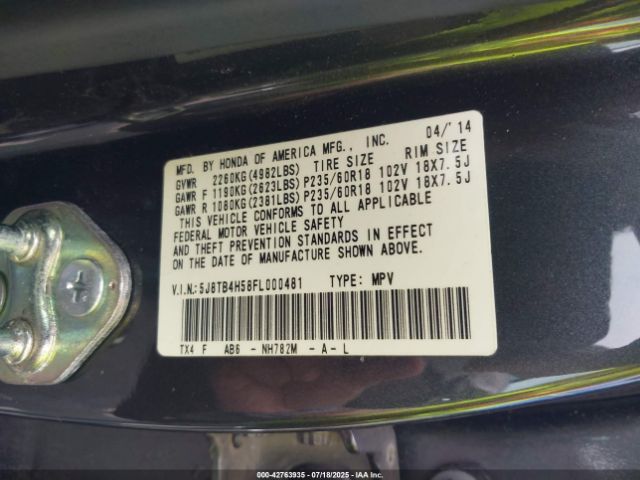 MFD. BY HONDA OF AMERICA MFG., INC. 04/'14
GVWR 2260KG(4982LBS) TIRE SIZE RIM SIZE
GAWR F 1190KG(2623LBS)P235/60R18 102V 18X7.5J
GAWR R 1080KG(2381LBS)P235/60R18 102V 18X7.5J
THIS VEHICLE CONFORMS TO ALL APPLICABLE
FEDERAL MOTOR VEHICLE SAFETY
AND THEFT PREVENTION STANDARDS IN EFFECT
ON THE DATE OF MANUFACTURE SHOWN ABOVE.
V.I.N.:5J8TB4H58FL000481 TYPE: MPV
TX4 F AB6 - NH782M - A - L
000-42763935 - 07/18/2025 - IAA Inc.